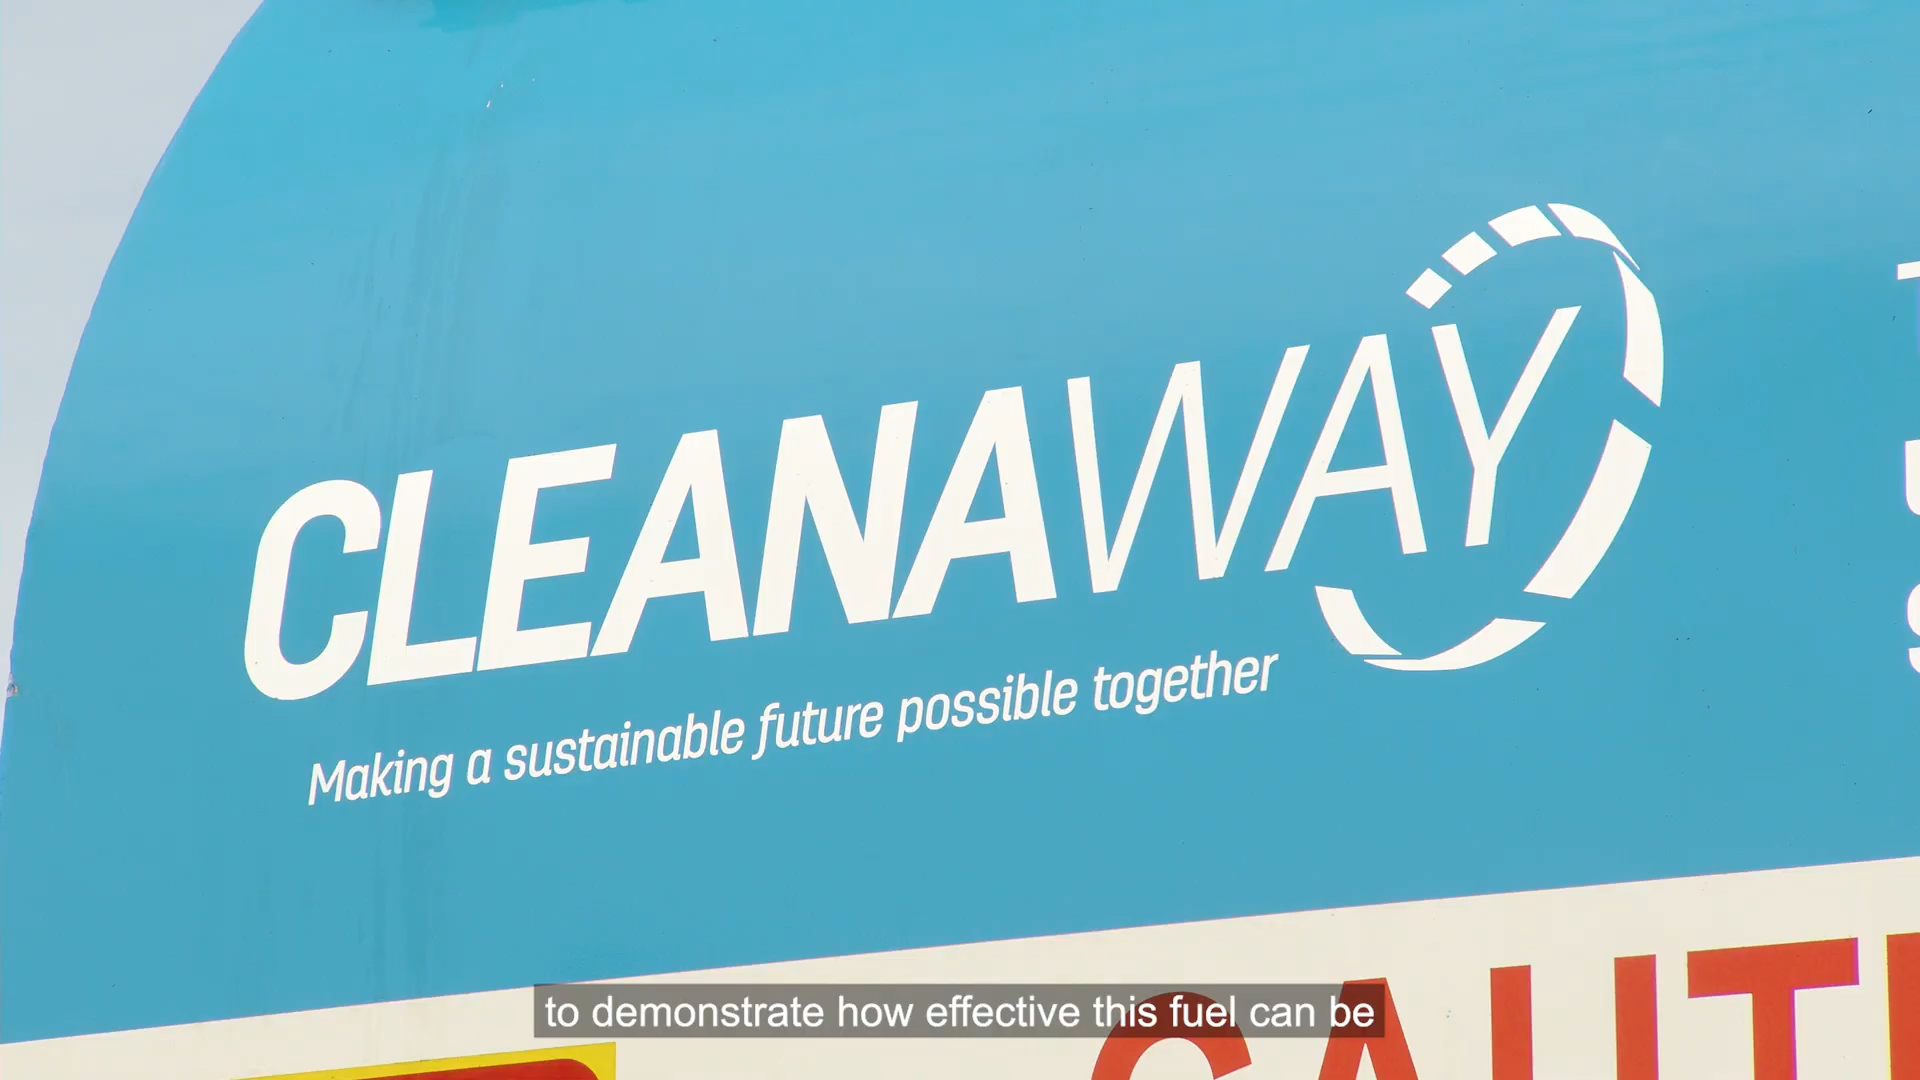 CLEANAWAY
Making a sustainable future possible together
to demonstrate how effective this fuel can be